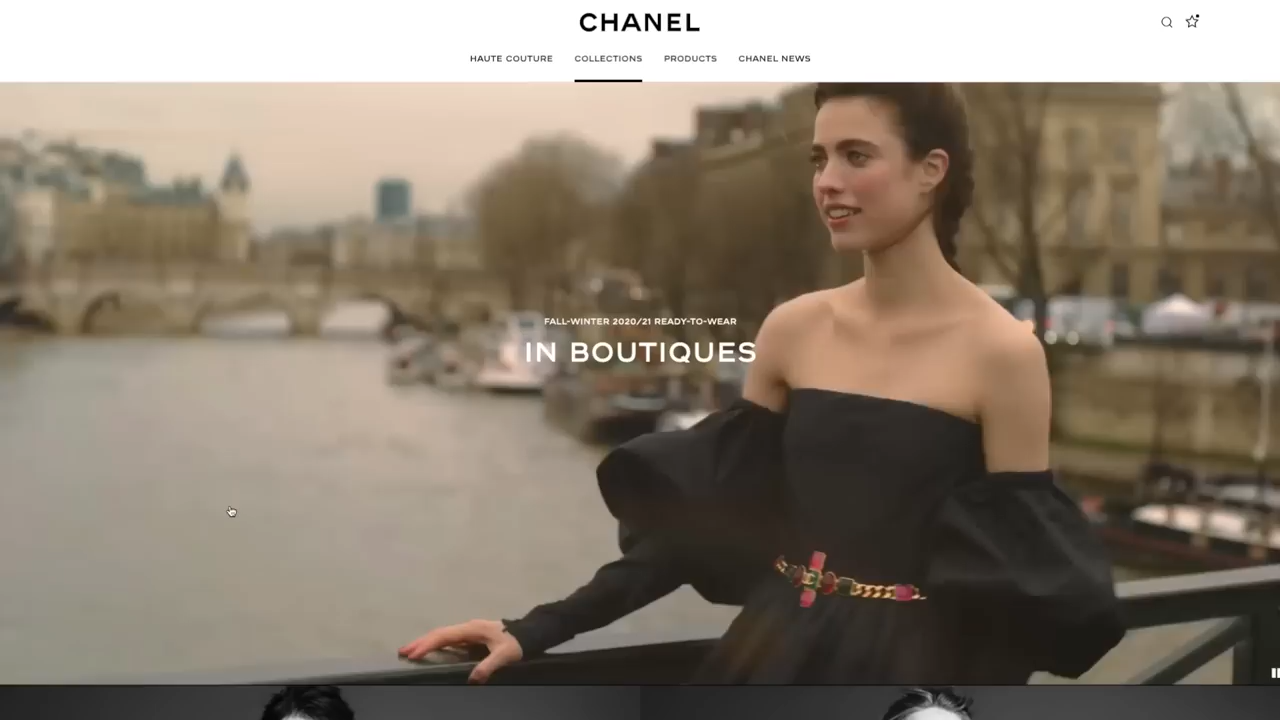 CHANEL
HAUTE COUTURE COLLECTIONS PRODUCTS CHANEL NEWS
FALL-WINTER 2020/21 READY-TO-WEAR
IN BOUTIQUES